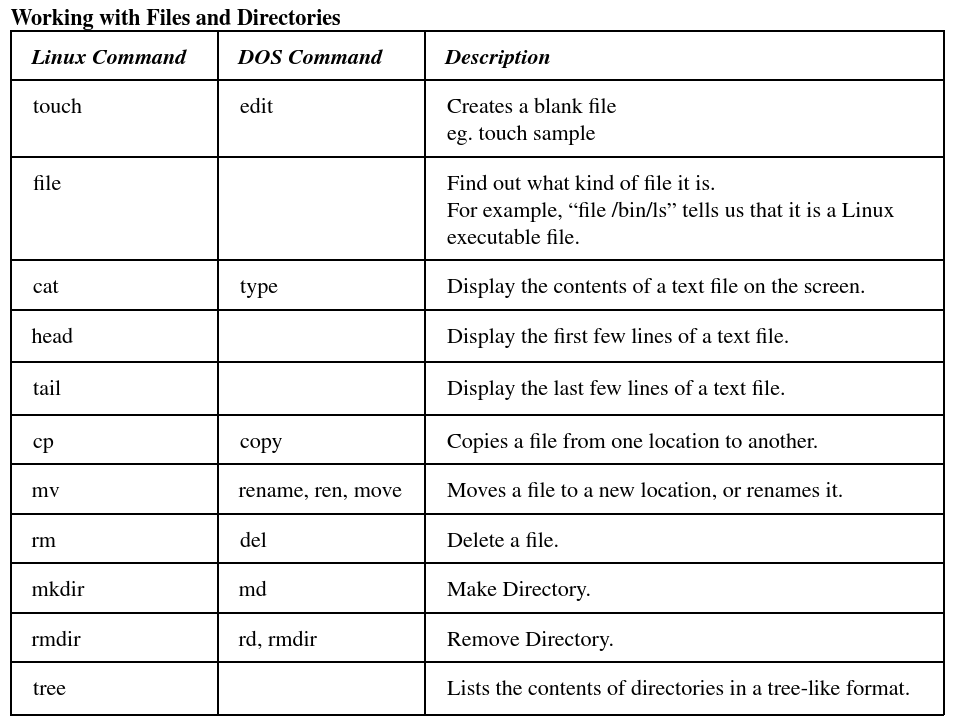 Working with Files and Directories
Linux Command DOS Command Description
touch edit Creates a blank file
eg. touch sample
file Find out what kind of file it is.
For example, “file /bin/ls” tells us that it is a Linux
executable file.
cat type Display the contents of a text file on the screen.
head Display the first few lines of a text file.
tail Display the last few lines of a text file.
cp copy Copies a file from one location to another.
mv rename, ren, move Moves a file to a new location, or renames it.
rm del Delete a file.
mkdir md Make Directory.
rmdir rd, rmdir Remove Directory.
tree Lists the contents of directories in a tree-like format.